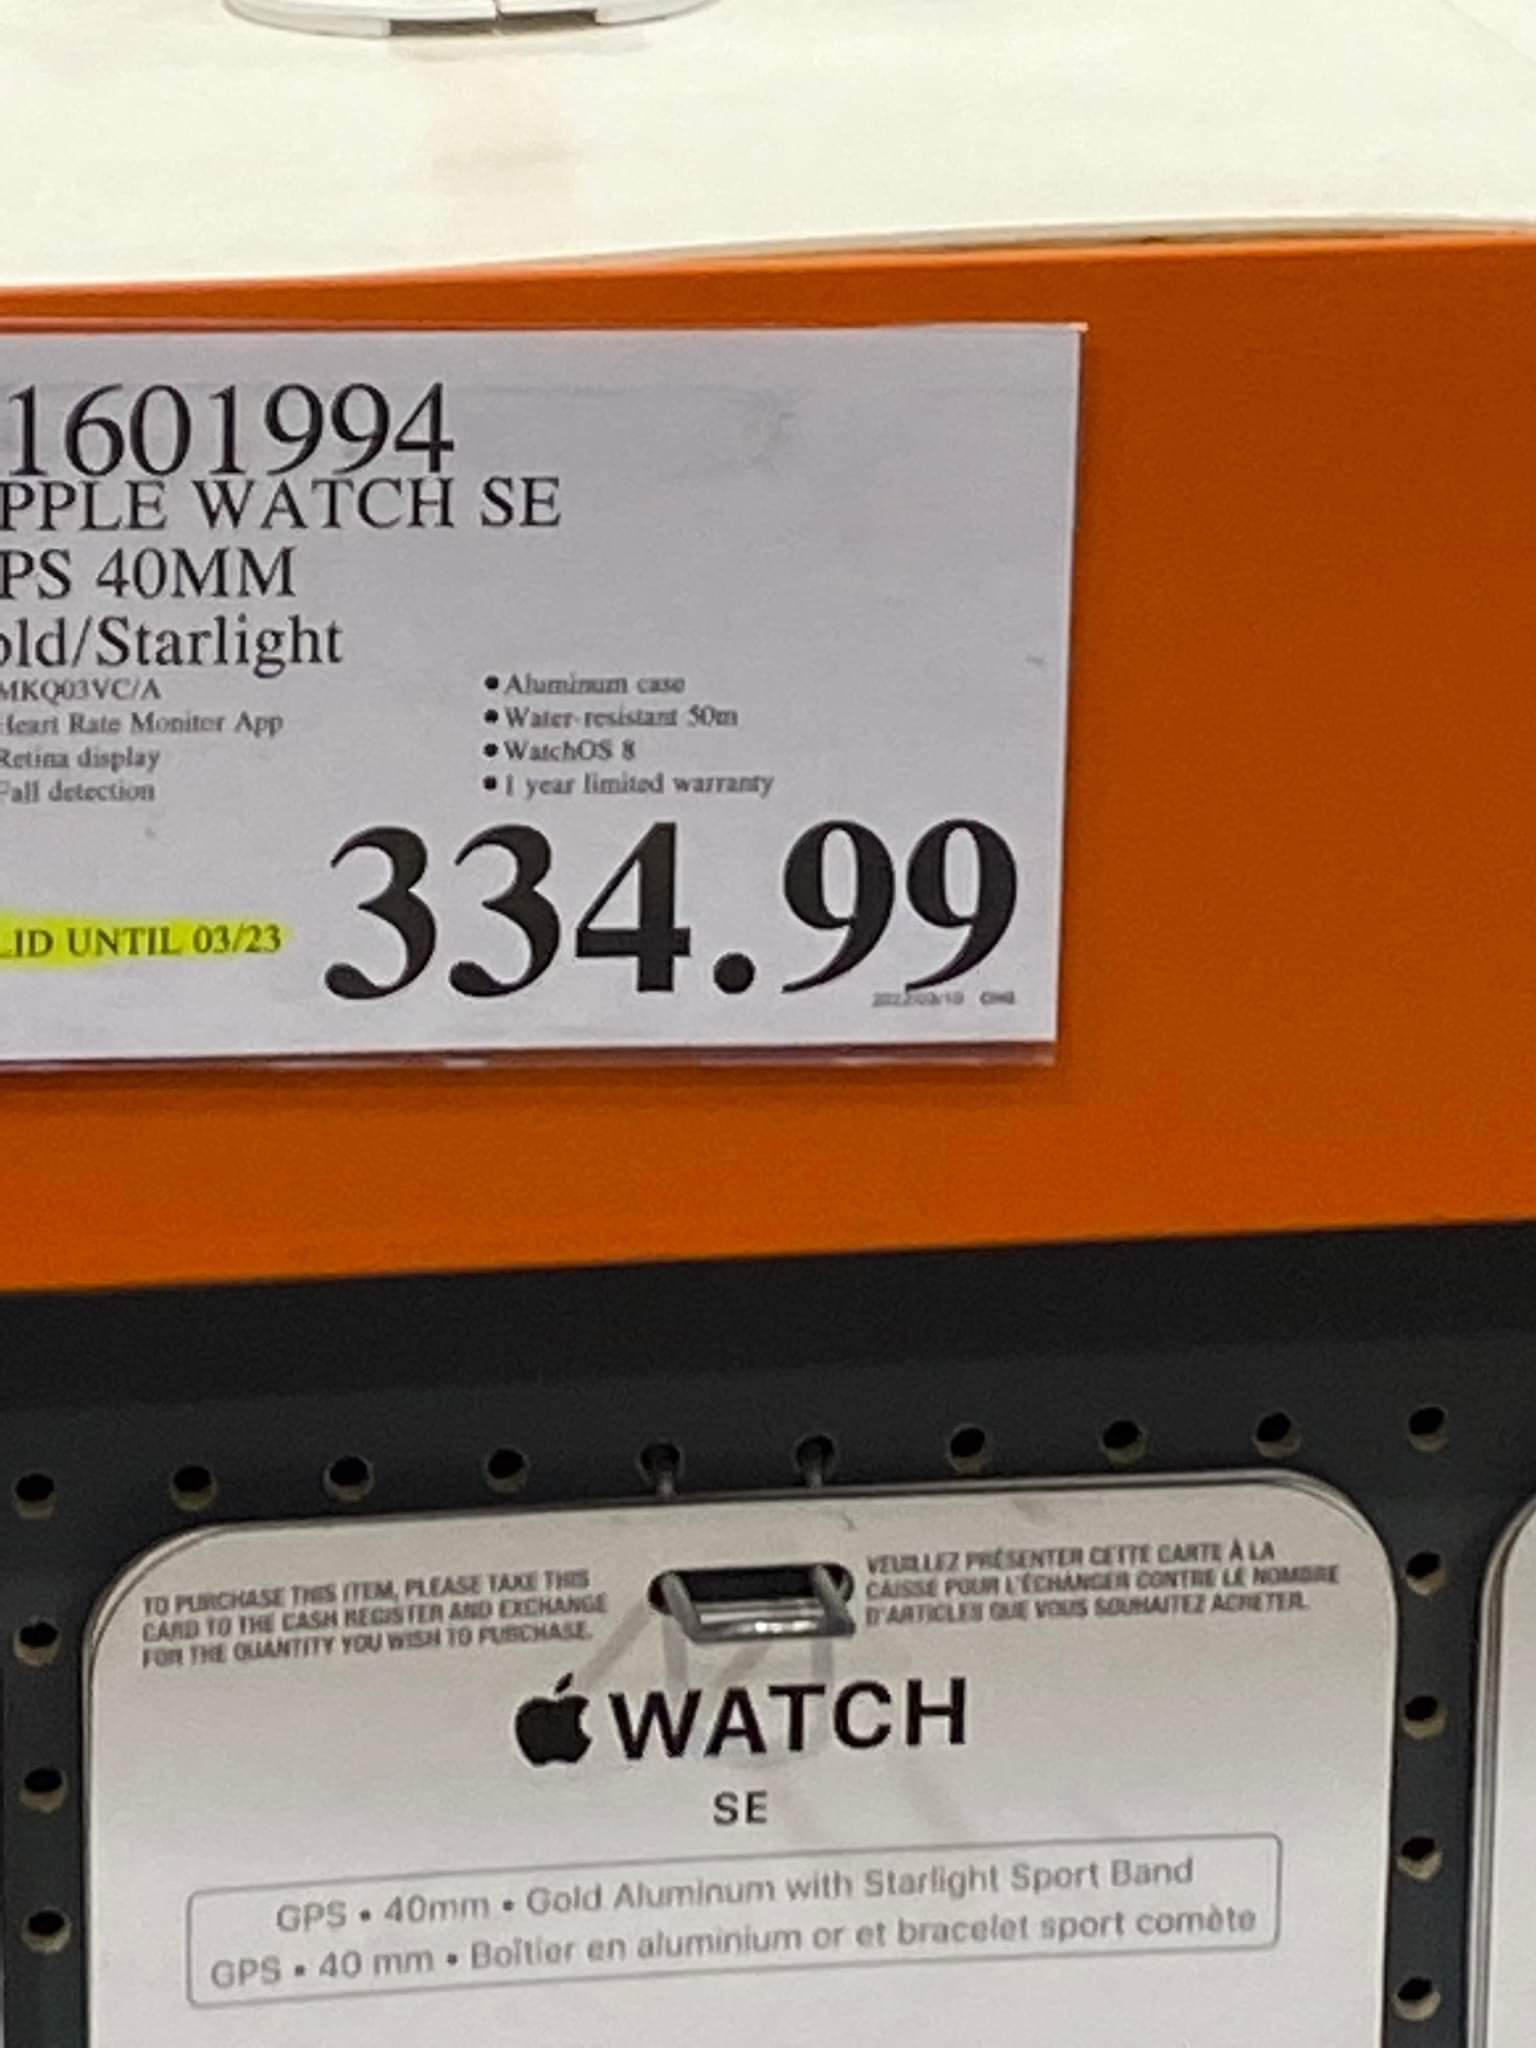 1601994
PPLE WATCH SE
PS 40MM
old/Starlight
MKQ03VC/A
Heart Rate Monitor App
Retina display
Fall detection
• Aluminum case
• Water-resistant 50m
• WatchOS 8
• 1 year limited warranty
LID UNTIL 03/23
334.99
TO PURCHASE THIS ITEM, PLEASE TAKE THIS
CARD TO THE CASH REGISTER AND EXCHANGE
FOR THE QUANTITY YOU WISH TO PURCHASE.
VEUILLEZ PRÉSENTER CETTE CARTE À LA
CAISSE POUR L'ÉCHANGER CONTRE LE NOMBRE
D'ARTICLES QUE VOUS SOUHAITEZ ACHETER.
WATCH
SE
GPS • 40mm • Gold Aluminum with Starlight Sport Band
GPS • 40 mm • Boîtier en aluminium or et bracelet sport comète